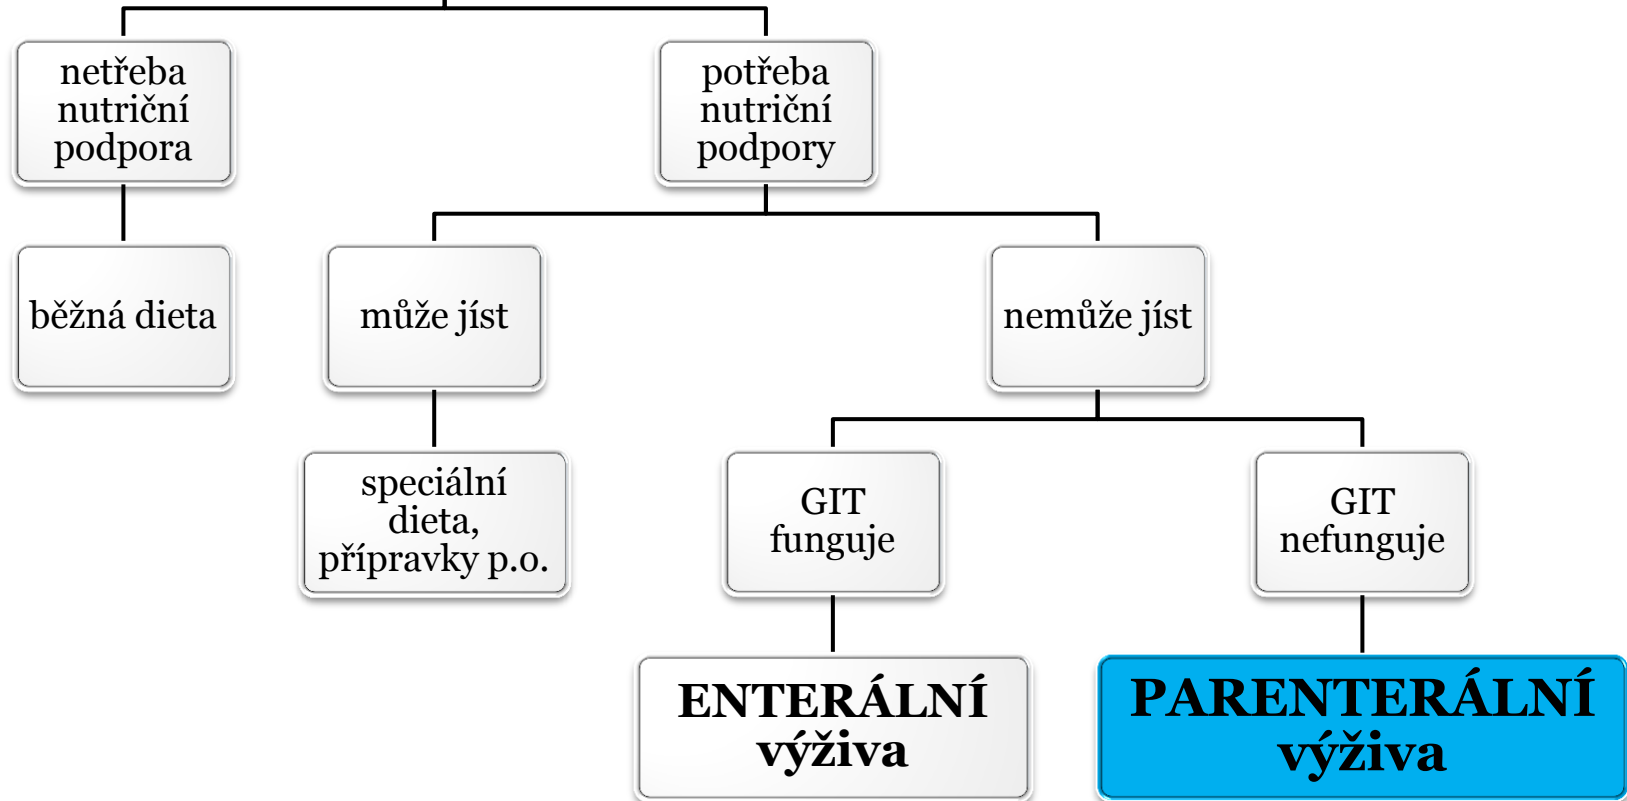 netřeba
nutriční
podpora
potřeba
nutriční
podpory
běžná dieta
může jíst
nemůže jíst
speciální
dieta,
přípravky p.o.
GIT
funguje
GIT
nefunguje
ENTERÁLNÍ
výživa
PARENTERÁLNÍ
výživa